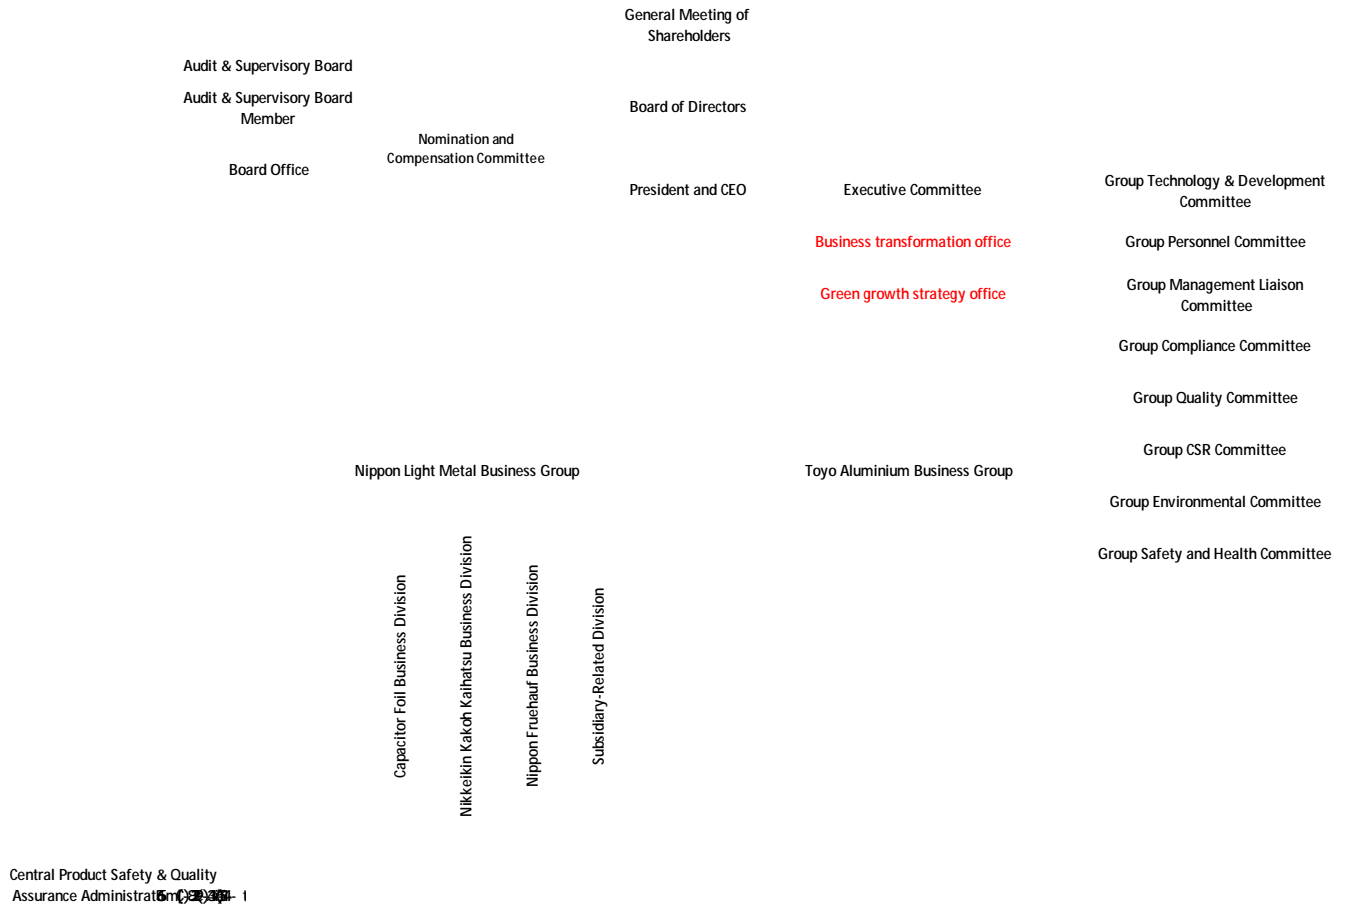 General Meeting of
Shareholders
Audit & Supervisory Board
Audit & Supervisory Board
Member
Board of Directors
Nomination and
Compensation Committee
Board Office
President and CEO
Executive Committee
Group Technology & Development
Committee
Business transformation office
Group Personnel Committee
Green growth strategy office
Group Management Liaison
Committee
Group Compliance Committee
Group Quality Committee
Group CSR Committee
Nippon Light Metal Business Group
Toyo Aluminium Business Group
Group Environmental Committee
Group Safety and Health Committee
Capacitor Foil Business Division
Nikkeikin Kakoh Kaihatsu Business Division
Nippon Fruehauf Business Division
Subsidiary-Related Division
Central Product Safety & Quality
Assurance